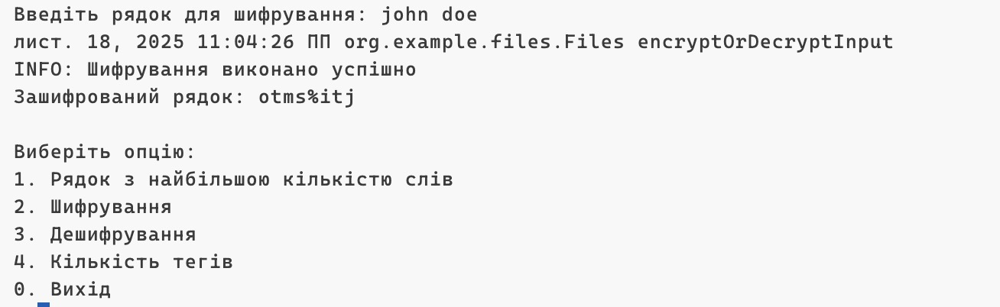 Введіть рядок для шифрування: john doe
лист. 18, 2025 11:04:26 ПП org.example.files.Files encryptOrDecryptInput
INFO: Шифрування виконано успішно
Зашифрований рядок: otms%itj
Виберіть опцію:
1. Рядок з найбільшою кількістю слів
2. Шифрування
3. Дешифрування
4. Кількість тегів
0. Вихід